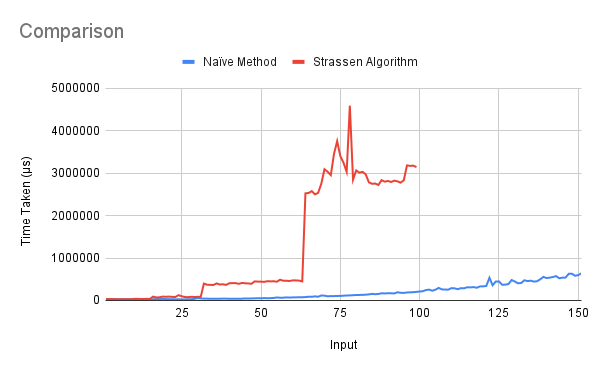 Comparison
Naïve Method Strassen Algorithm
5000000
4000000
3000000
2000000
1000000
0
Time Taken (µs)
25 50 75 100 125 150
Input